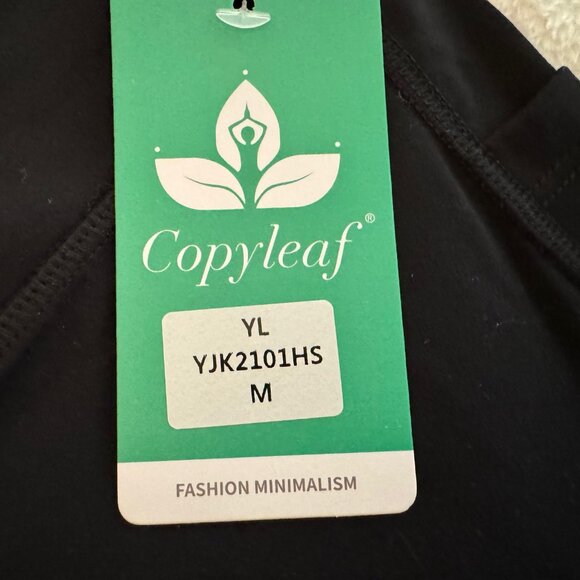 Copyleaf®
YL
YJK2101HS
M
FASHION MINIMALISM